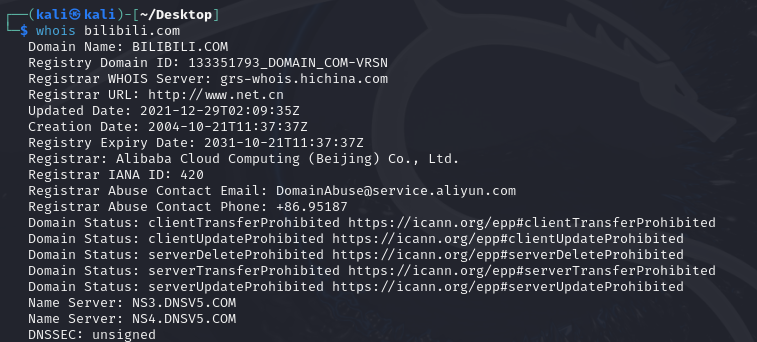 ┌──(kali㉿kali)-[~/Desktop]
└─$ whois bilibili.com
Domain Name: BILIBILI.COM
Registry Domain ID: 133351793_DOMAIN_COM-VRSN
Registrar WHOIS Server: grs-whois.hichina.com
Registrar URL: http://www.net.cn
Updated Date: 2021-12-29T02:09:35Z
Creation Date: 2004-10-21T11:37:37Z
Registry Expiry Date: 2031-10-21T11:37:37Z
Registrar: Alibaba Cloud Computing (Beijing) Co., Ltd.
Registrar IANA ID: 420
Registrar Abuse Contact Email: DomainAbuse@service.aliyun.com
Registrar Abuse Contact Phone: +86.95187
Domain Status: clientTransferProhibited https://icann.org/epp#clientTransferProhibited
Domain Status: clientUpdateProhibited https://icann.org/epp#clientUpdateProhibited
Domain Status: serverDeleteProhibited https://icann.org/epp#serverDeleteProhibited
Domain Status: serverTransferProhibited https://icann.org/epp#serverTransferProhibited
Domain Status: serverUpdateProhibited https://icann.org/epp#serverUpdateProhibited
Name Server: NS3.DNSV5.COM
Name Server: NS4.DNSV5.COM
DNSSEC: unsigned